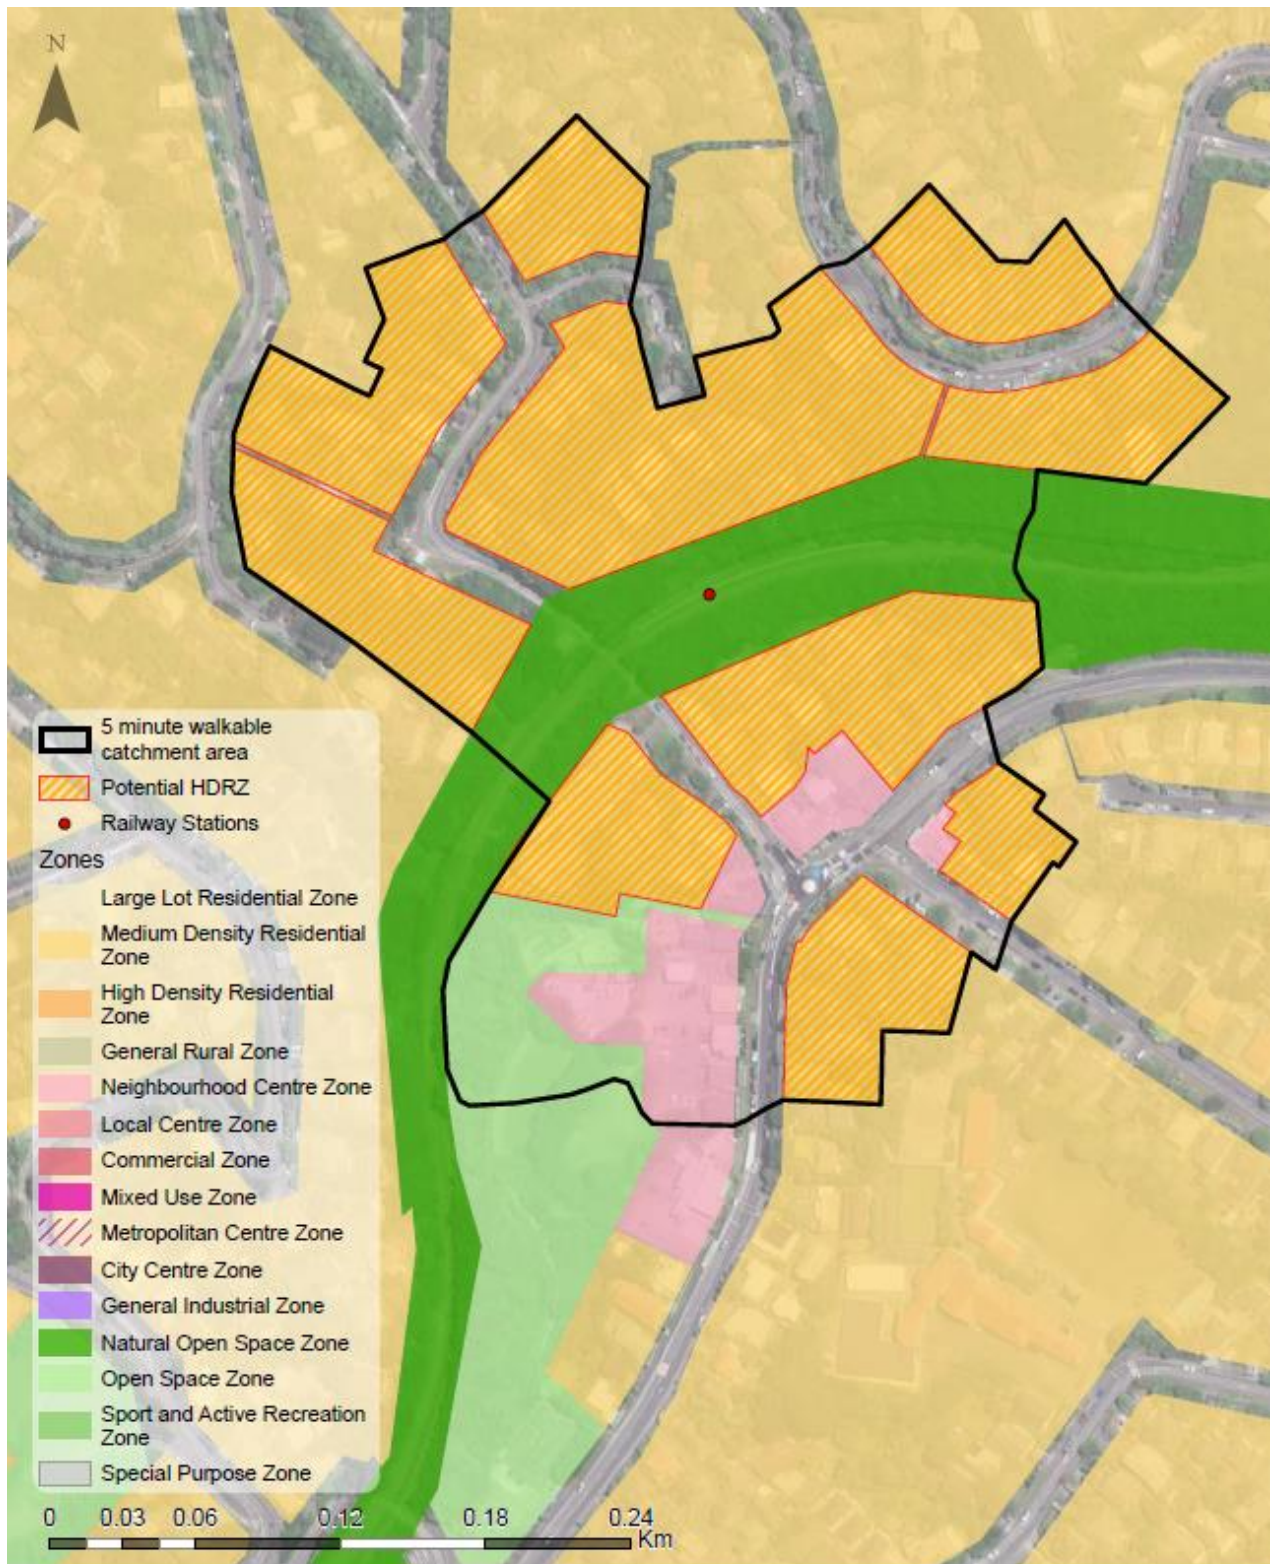 N
5 minute walkable
catchment area
Potential HDRZ
Railway Stations
Zones
Large Lot Residential Zone
Medium Density Residential
Zone
High Density Residential
Zone
General Rural Zone
Neighbourhood Centre Zone
Local Centre Zone
Commercial Zone
Mixed Use Zone
Metropolitan Centre Zone
City Centre Zone
General Industrial Zone
Natural Open Space Zone
Open Space Zone
Sport and Active Recreation
Zone
Special Purpose Zone
0 0.03 0.06 0.12 0.18 0.24
Km